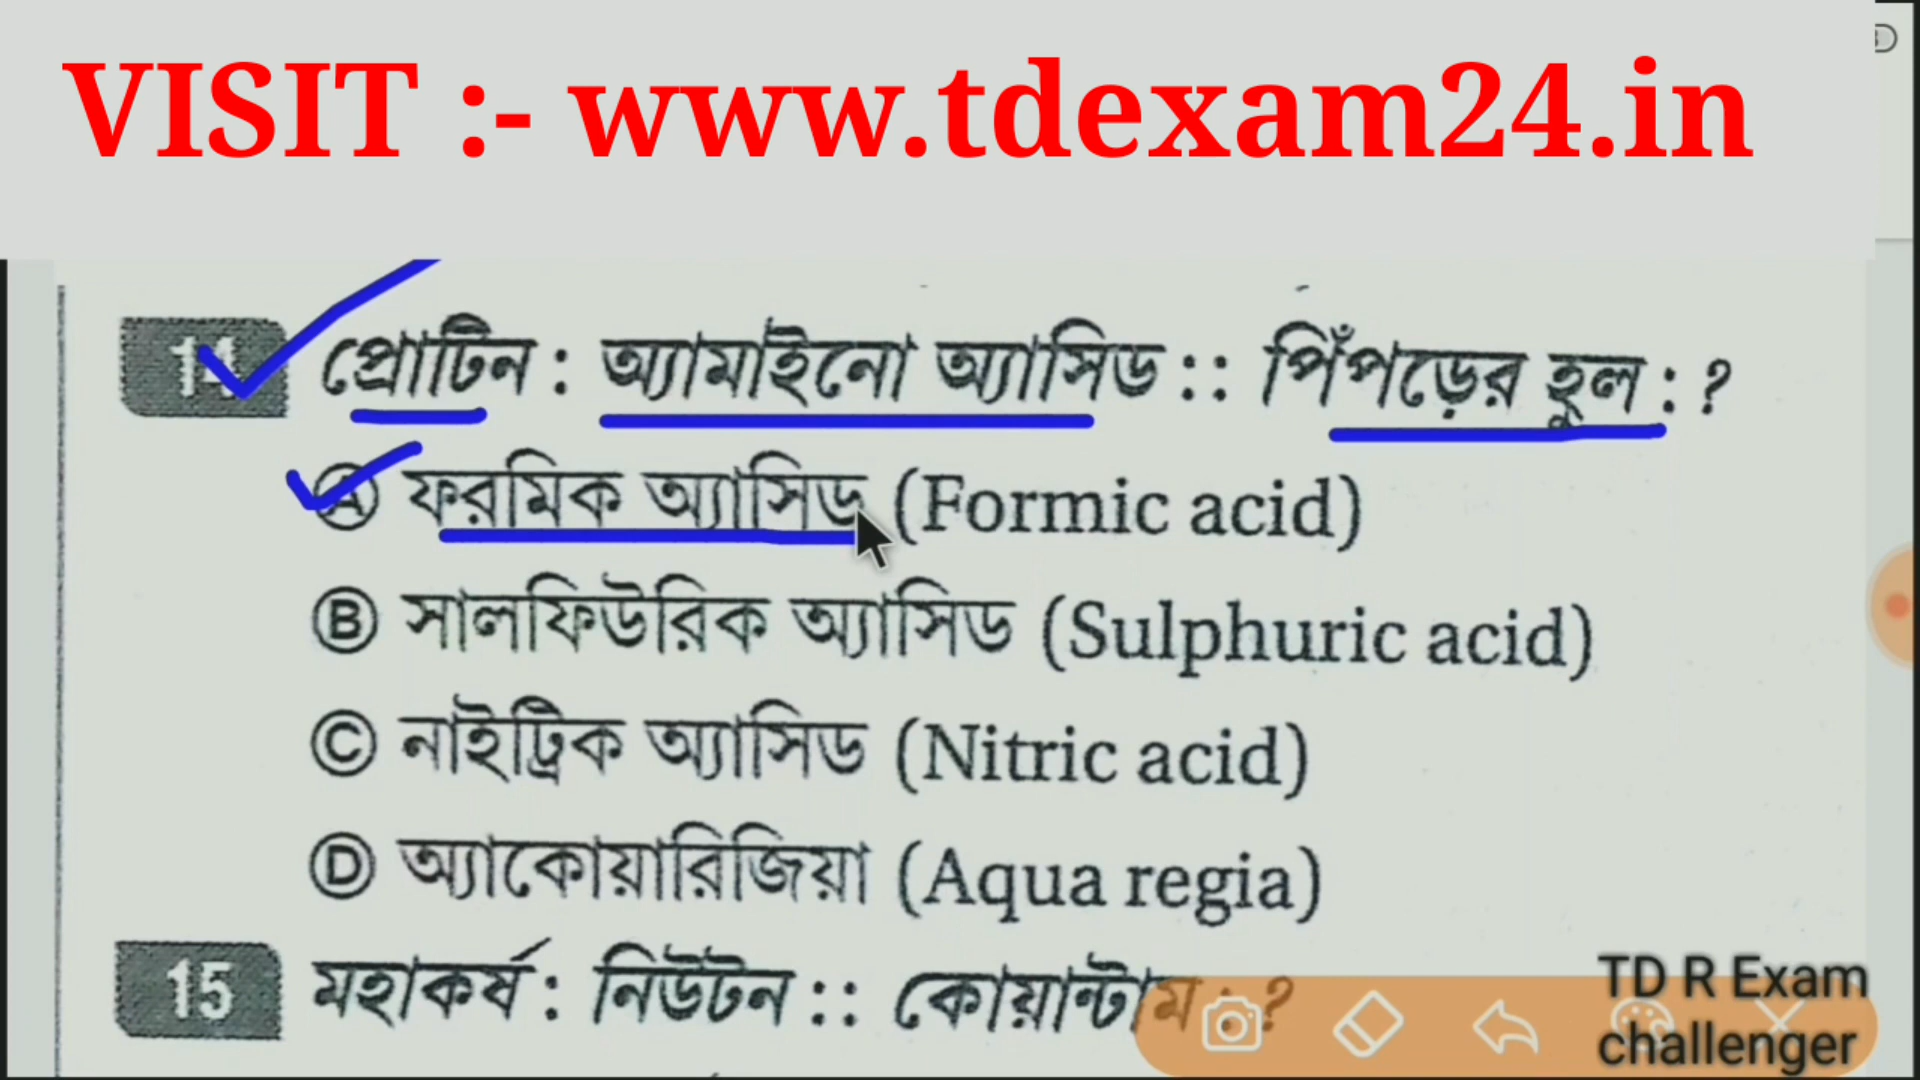 VISIT :- www.tdexam24.in
14 প্রোটিন : অ্যামাইনো অ্যাসিড :: পিঁপড়ের হুল : ?
Ⓐ ফরমিক অ্যাসিড (Formic acid)
Ⓑ সালফিউরিক অ্যাসিড (Sulphuric acid)
Ⓒ নাইট্রিক অ্যাসিড (Nitric acid)
Ⓓ অ্যাকোয়ারিজিয়া (Aqua regia)
15 মহাকর্ষ : নিউটন :: কোয়ান্টাম : ?
TD R Exam
challenger